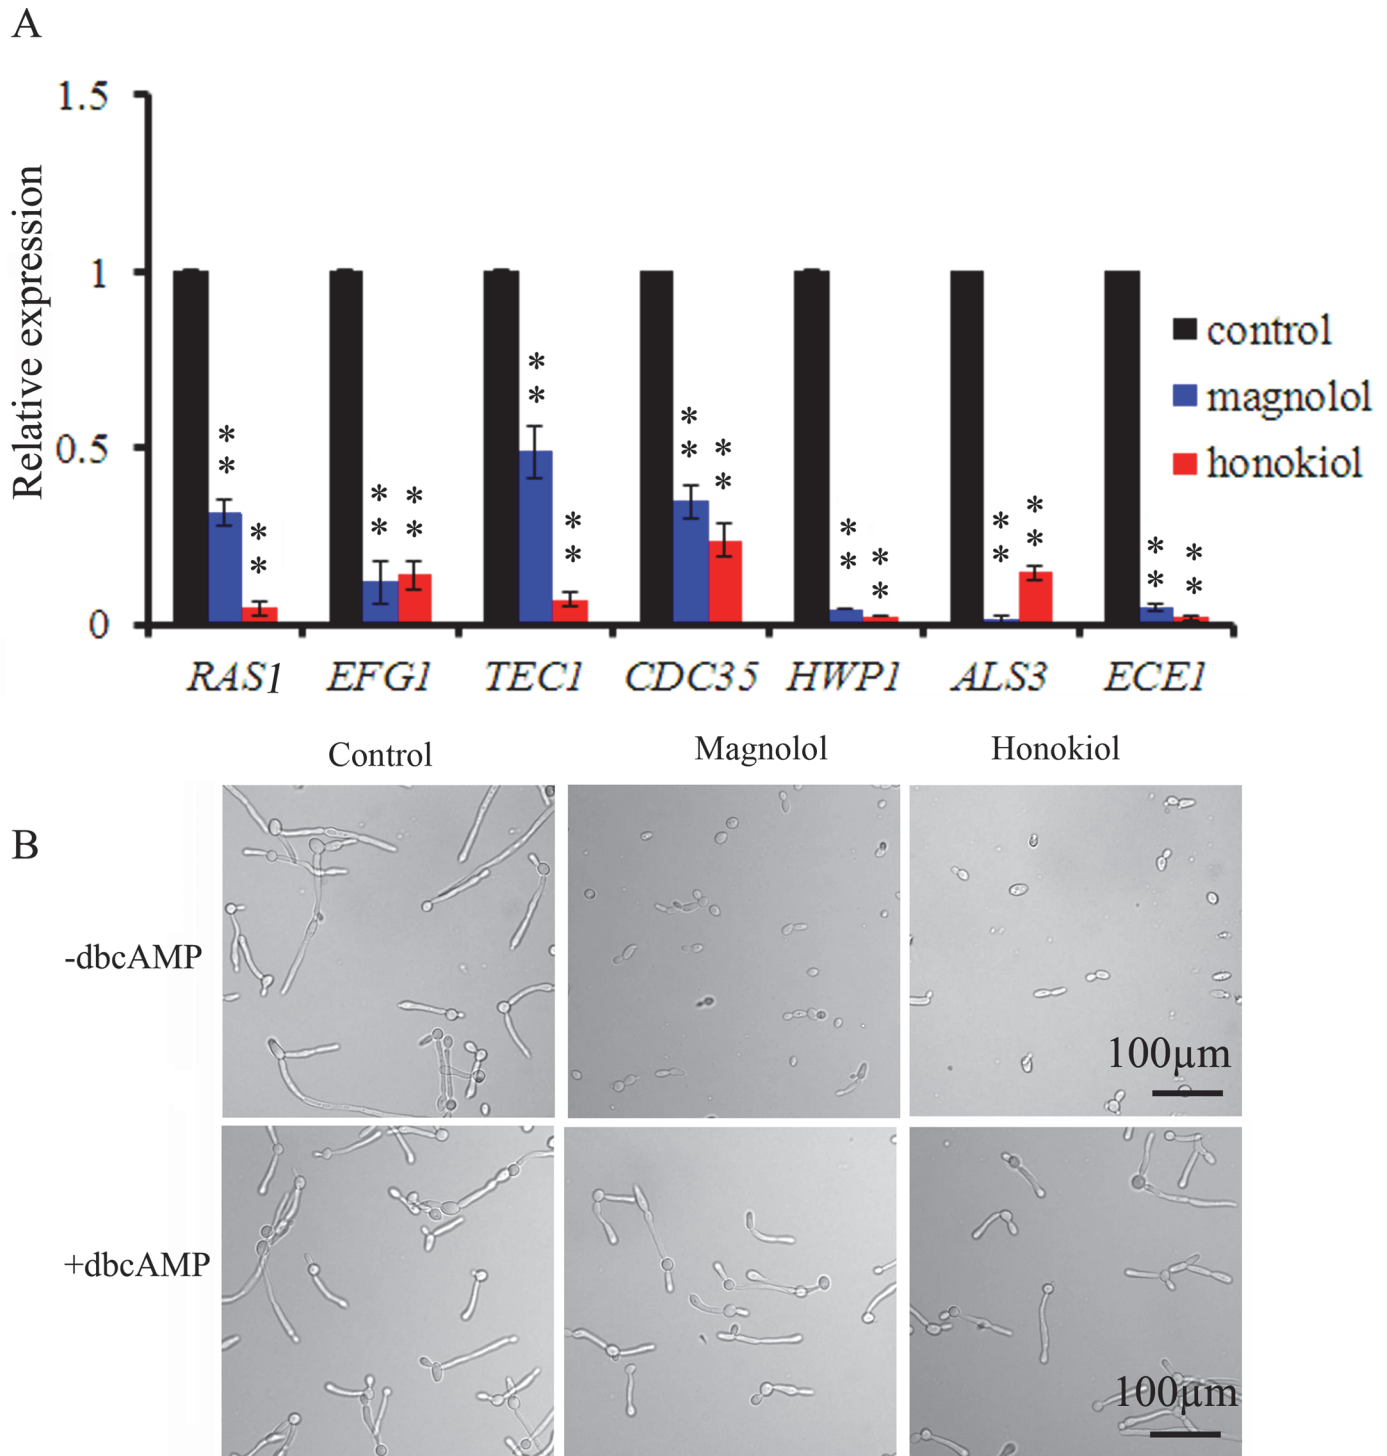 A
1.5
1
0.5
0
Relative expression
* *
* *
* *
* *
* *
* *
* *
* *
* *
* *
* *
* *
* *
* *
control
magnolol
honokiol
RAS1 EFG1 TEC1 CDC35 HWP1 ALS3 ECE1
Control Magnolol Honokiol
B
-dbcAMP
100µm
+dbcAMP
100µm